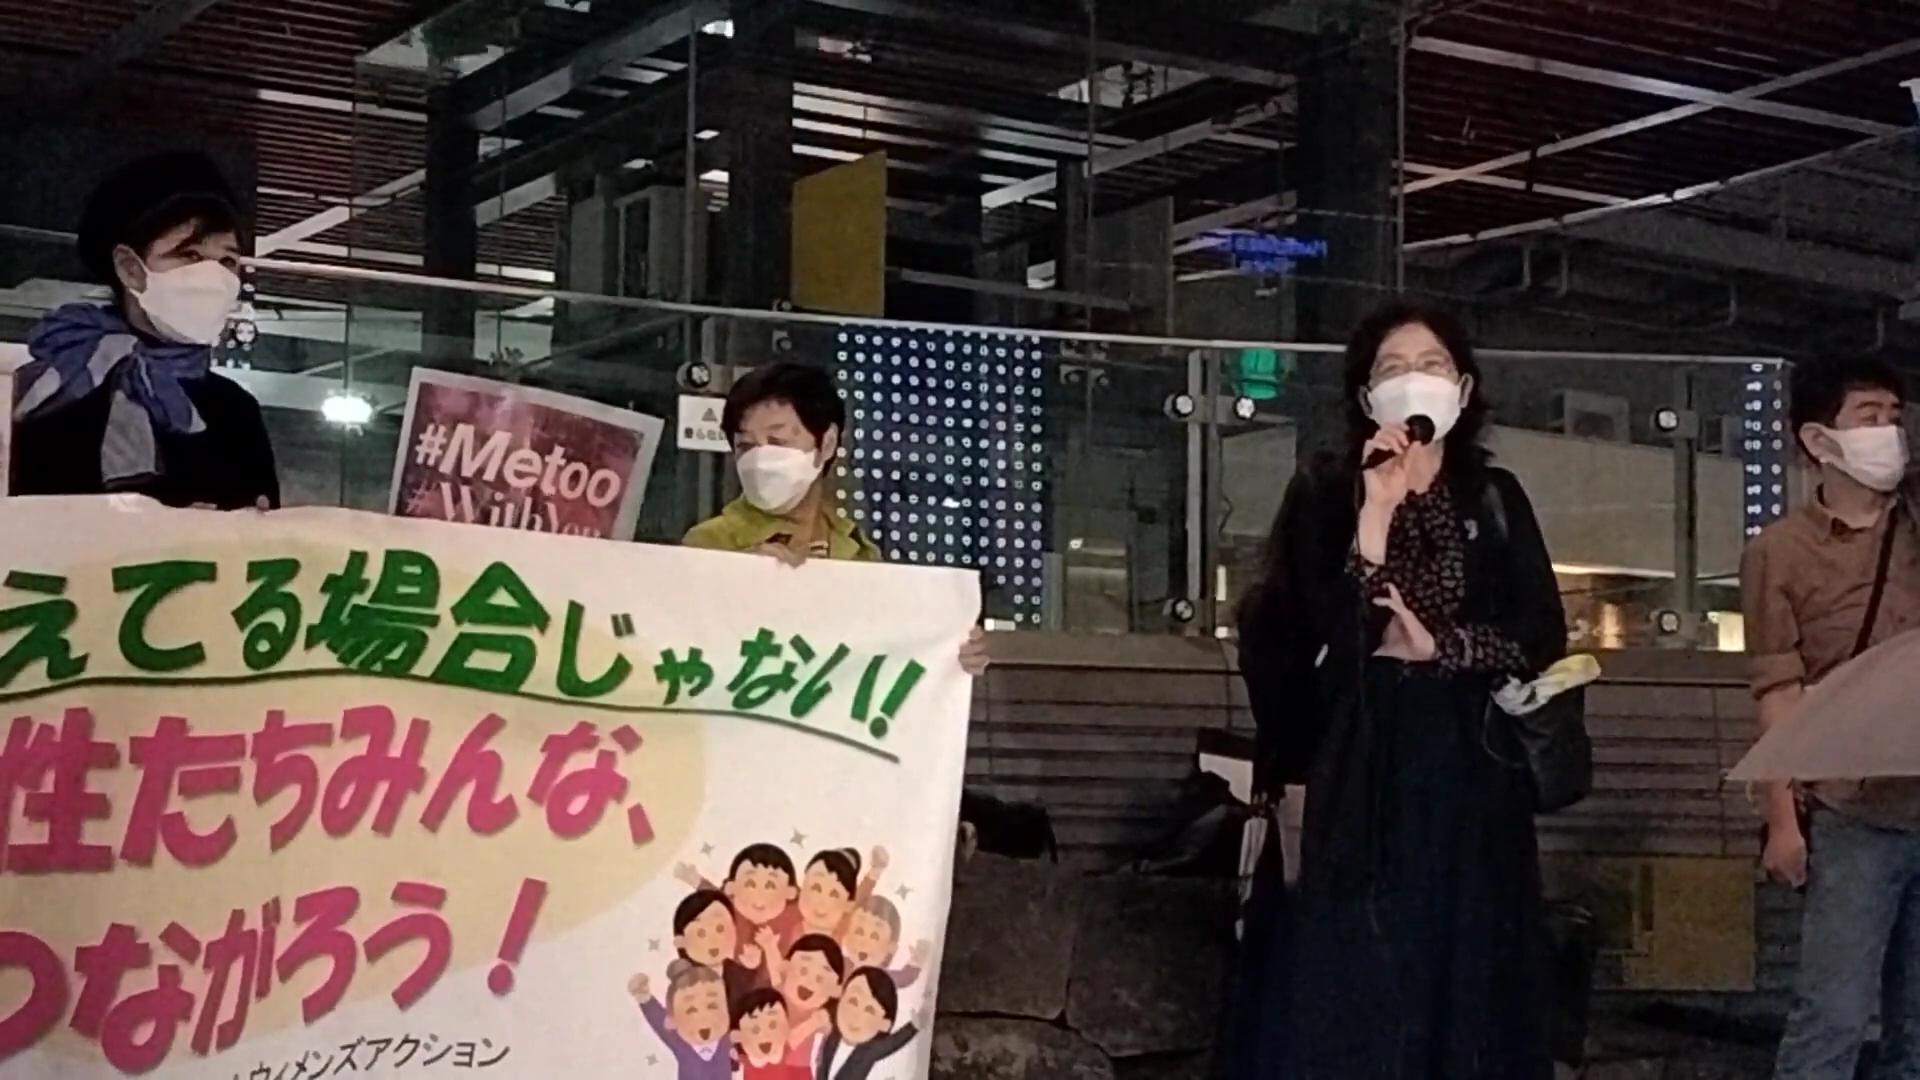 #Metoo
#WithYou
えてる場合じゃない!!
性たちみんな、
つながろう!
ウィメンズアクション